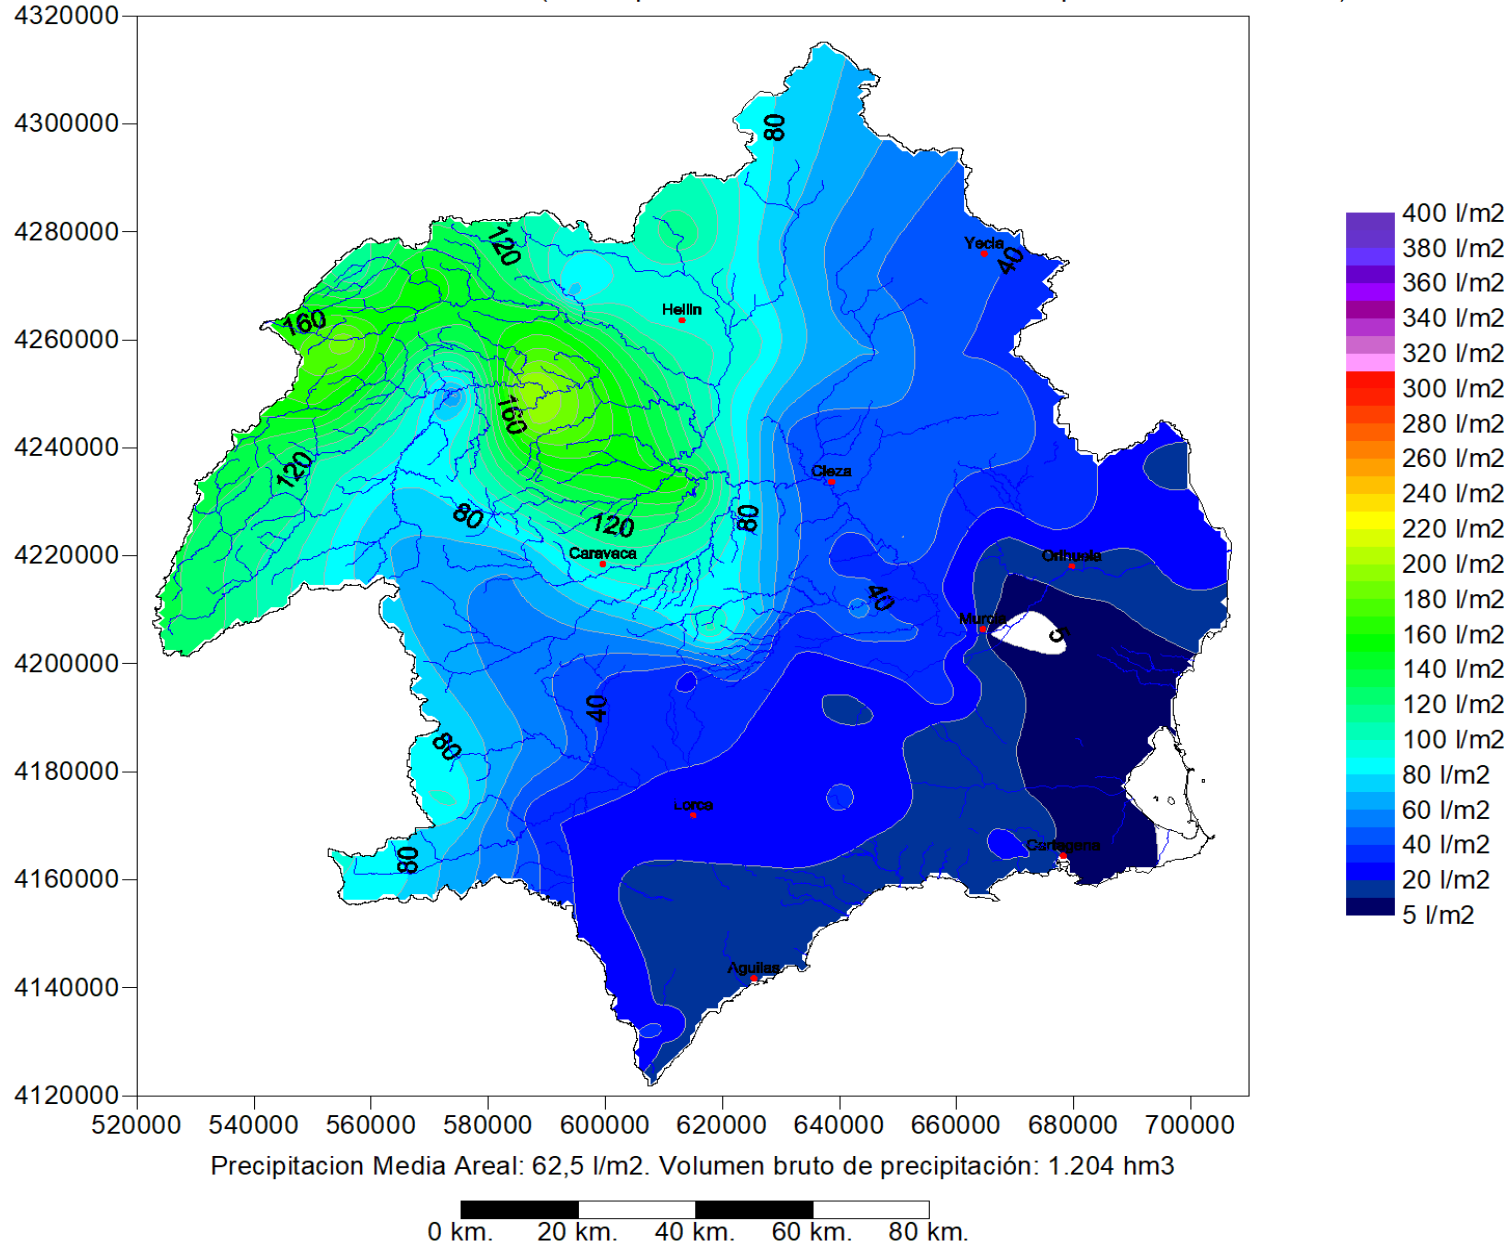 4320000
4300000
80
4280000
120
Yecla
40
Hellin
160
4260000
160
4240000
120
Cieza
80
80
120
4220000
Caravaca
Orihuela
40
Murcia
5
4200000
40
80
4180000
Lorca
80
Cartagena
4160000
Aguilas
4140000
4120000
520000 540000 560000 580000 600000 620000 640000 660000 680000 700000
Precipitacion Media Areal: 62,5 l/m2. Volumen bruto de precipitación: 1.204 hm3
0 km. 20 km. 40 km. 60 km. 80 km.
400 l/m2
380 l/m2
360 l/m2
340 l/m2
320 l/m2
300 l/m2
280 l/m2
260 l/m2
240 l/m2
220 l/m2
200 l/m2
180 l/m2
160 l/m2
140 l/m2
120 l/m2
100 l/m2
80 l/m2
60 l/m2
40 l/m2
20 l/m2
5 l/m2